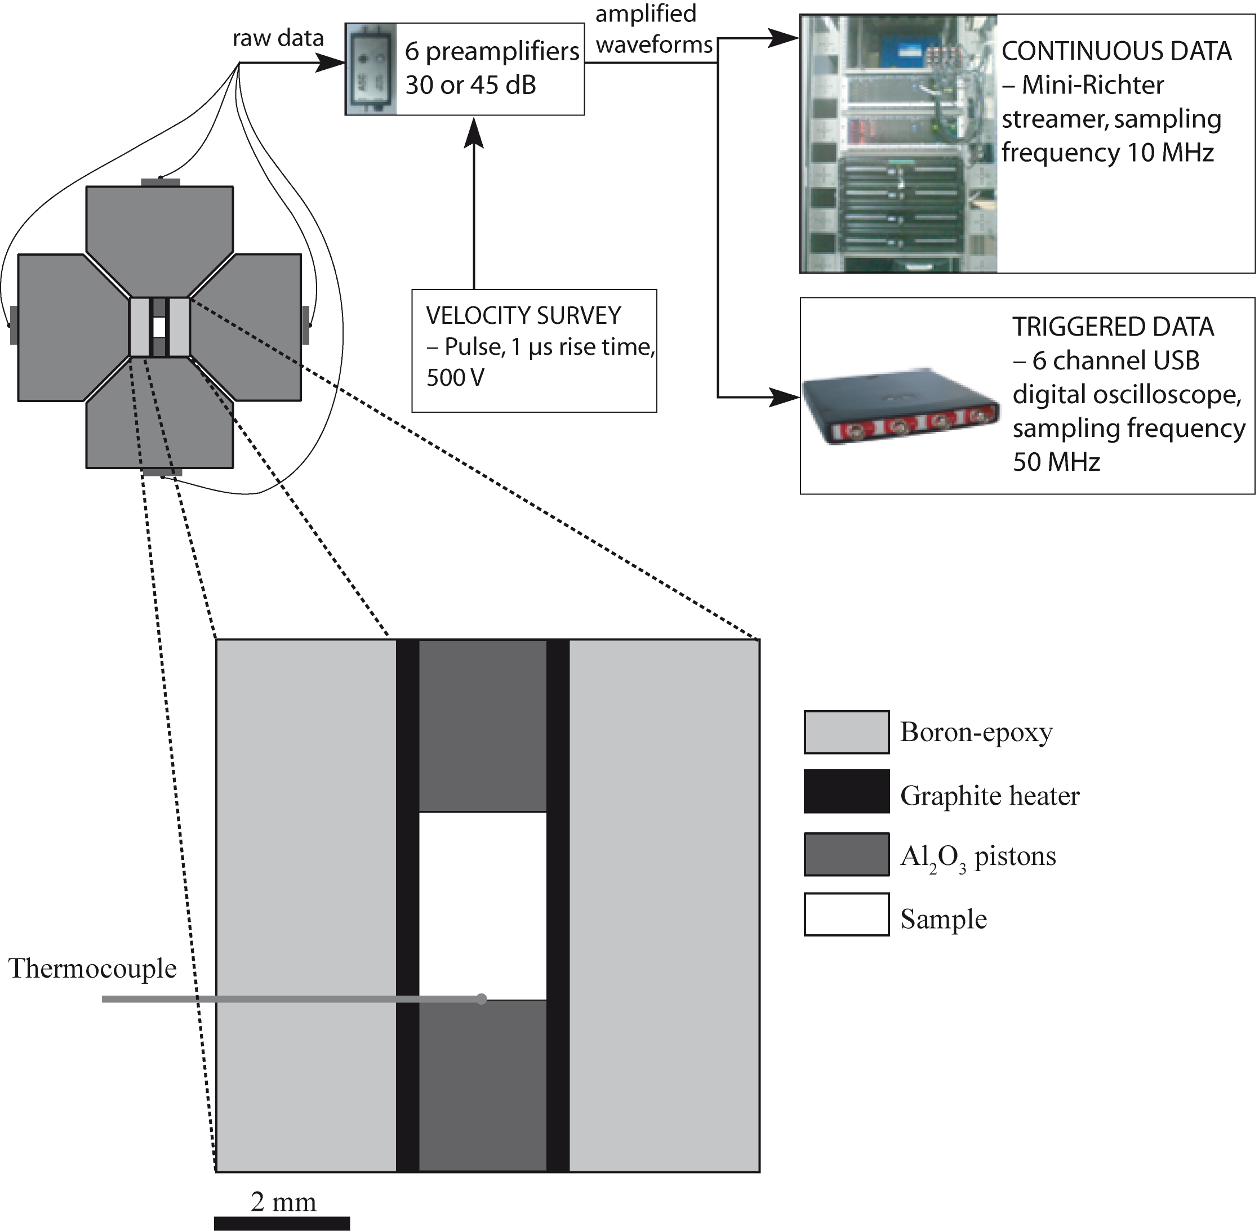 raw data
6 preamplifiers
30 or 45 dB
amplified
waveforms
CONTINUOUS DATA
– Mini-Richter
streamer, sampling
frequency 10 MHz
VELOCITY SURVEY
– Pulse, 1 µs rise time,
500 V
TRIGGERED DATA
– 6 channel USB
digital oscilloscope,
sampling frequency
50 MHz
Boron-epoxy
Graphite heater
Al₂O₃ pistons
Sample
Thermocouple
2 mm